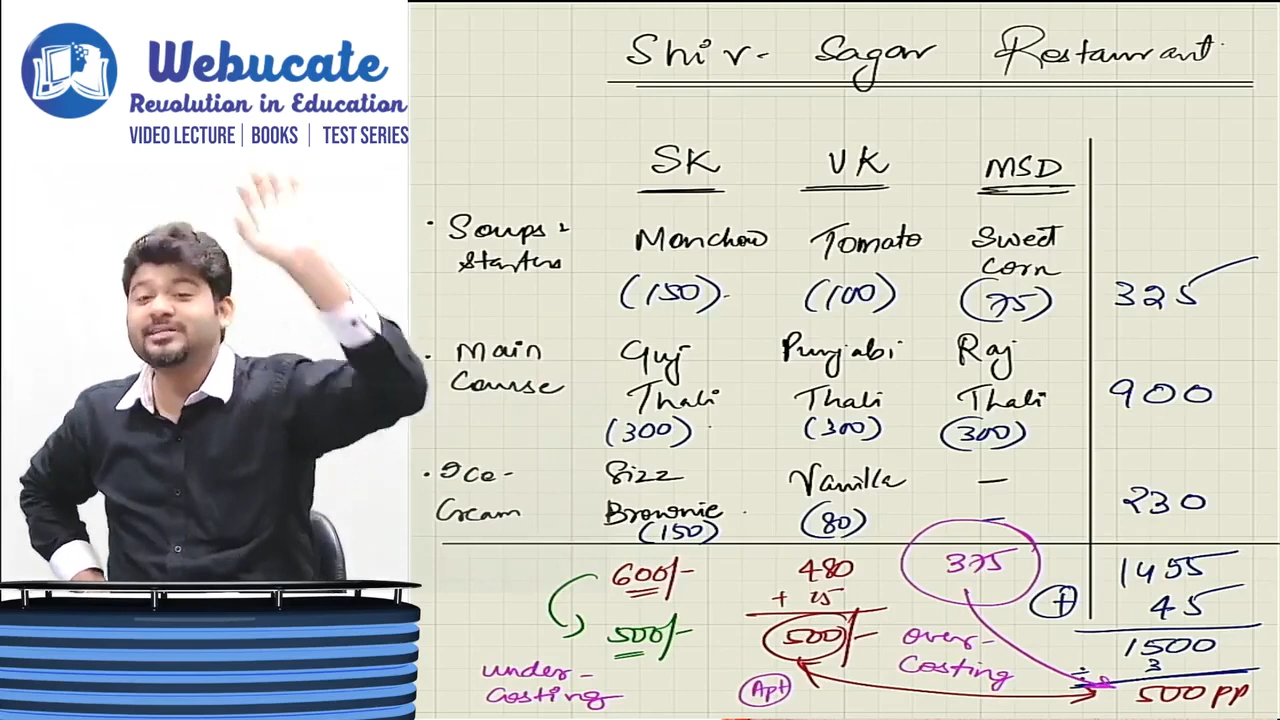 Webucate
Revolution in Education
VIDEO LECTURE | BOOKS | TEST SERIES
Shiv-Sagar Restaurant
SK VK MSD
· Soups & Starters Manchow Tomato Sweet corn
(150) (100) (75) 325
· Main Course Guj Thali Punjabi Thali Raj Thali
(300) (300) (300) 900
· Ice-Cream Sizz Brownie Vanilla —
(150) (80) — 230
600/- 480 375 1455
+ 15 + 45
500/- 500/- 1500
÷ 3
500 PP
under-costing
Apt
over-costing